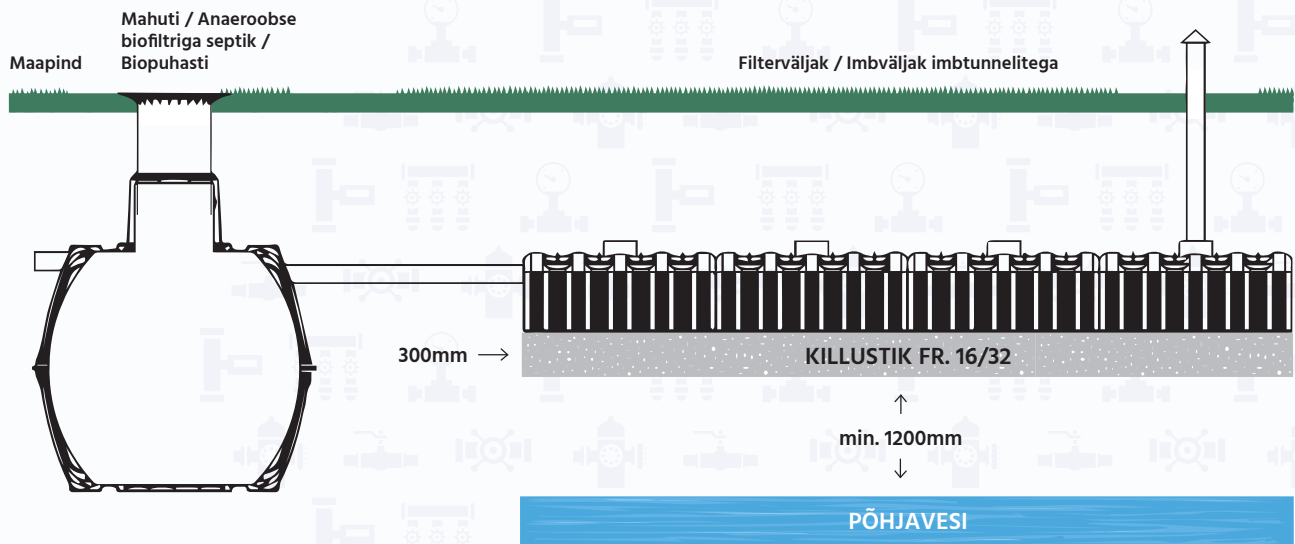 Mahuti / Anaeroobse
biofiltriga septik /
Biopuhasti
Maapind
Filterväljak / Imbväljak imbtunnelitega
300mm
KILLUSTIK FR. 16/32
min. 1200mm
PÕHJAVESI